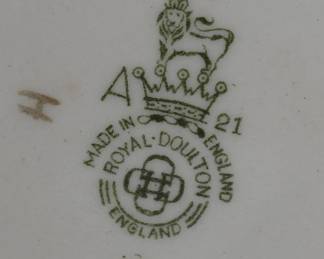 A
21
MADE IN ENGLAND
ROYAL · DOULTON
ENGLAND
H